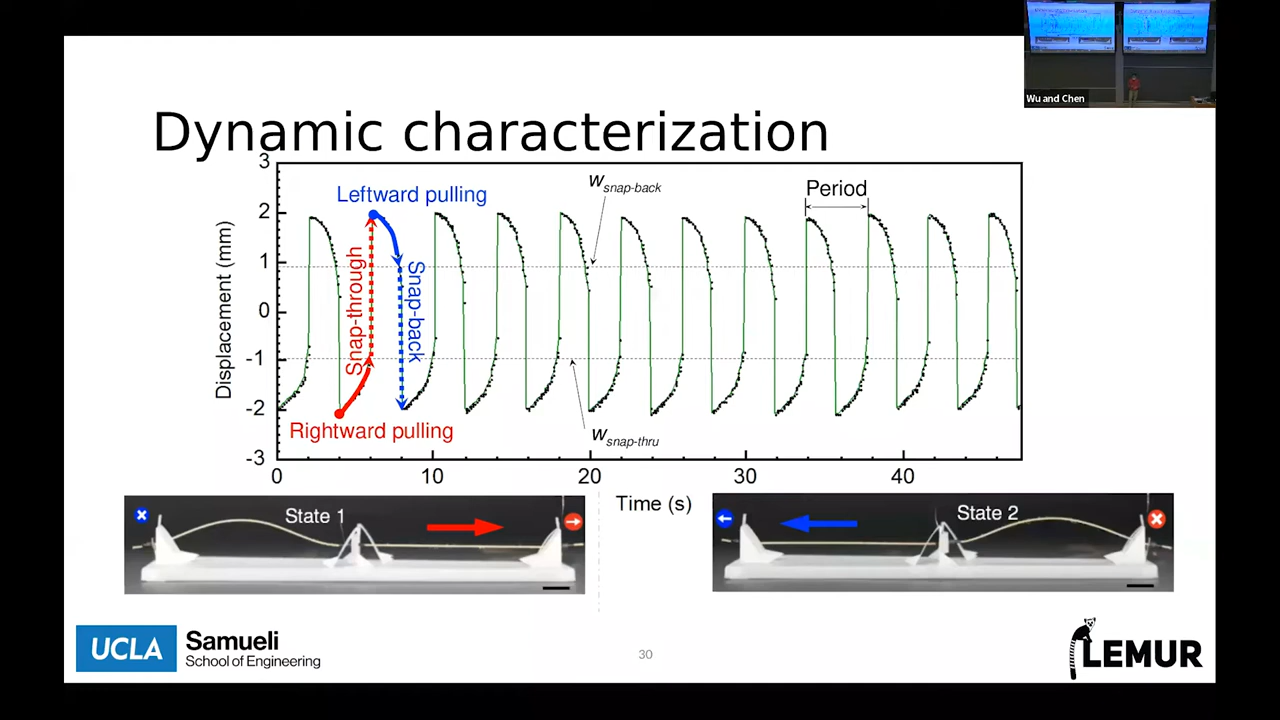 Wu and Chen
Dynamic characterization
3
2
1
0
-1
-2
-3
Displacement (mm)
Leftward pulling
Snap-through
Snap-back
Rightward pulling
wsnap-back
wsnap-thru
Period
0 10 20 30 40
Time (s)
State 1
State 2
UCLA Samueli
School of Engineering
30
LEMUR